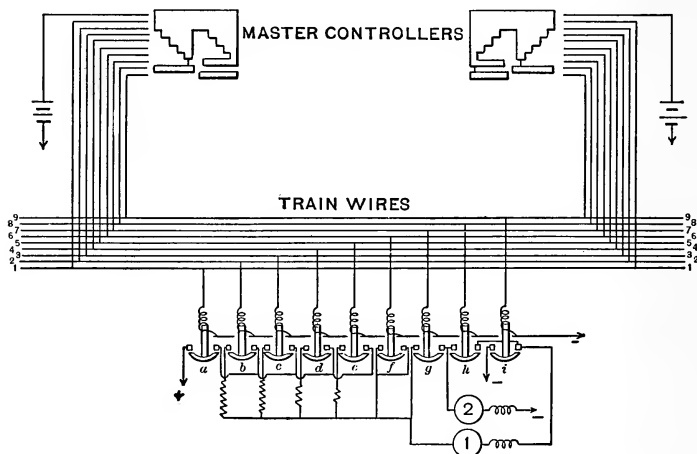 MASTER CONTROLLERS
TRAIN WIRES
9 9
8 8
7 7
6 6
5 5
4 4
3 3
2 2
1 1
a b c d e f g h i
+ - -
2 -
1